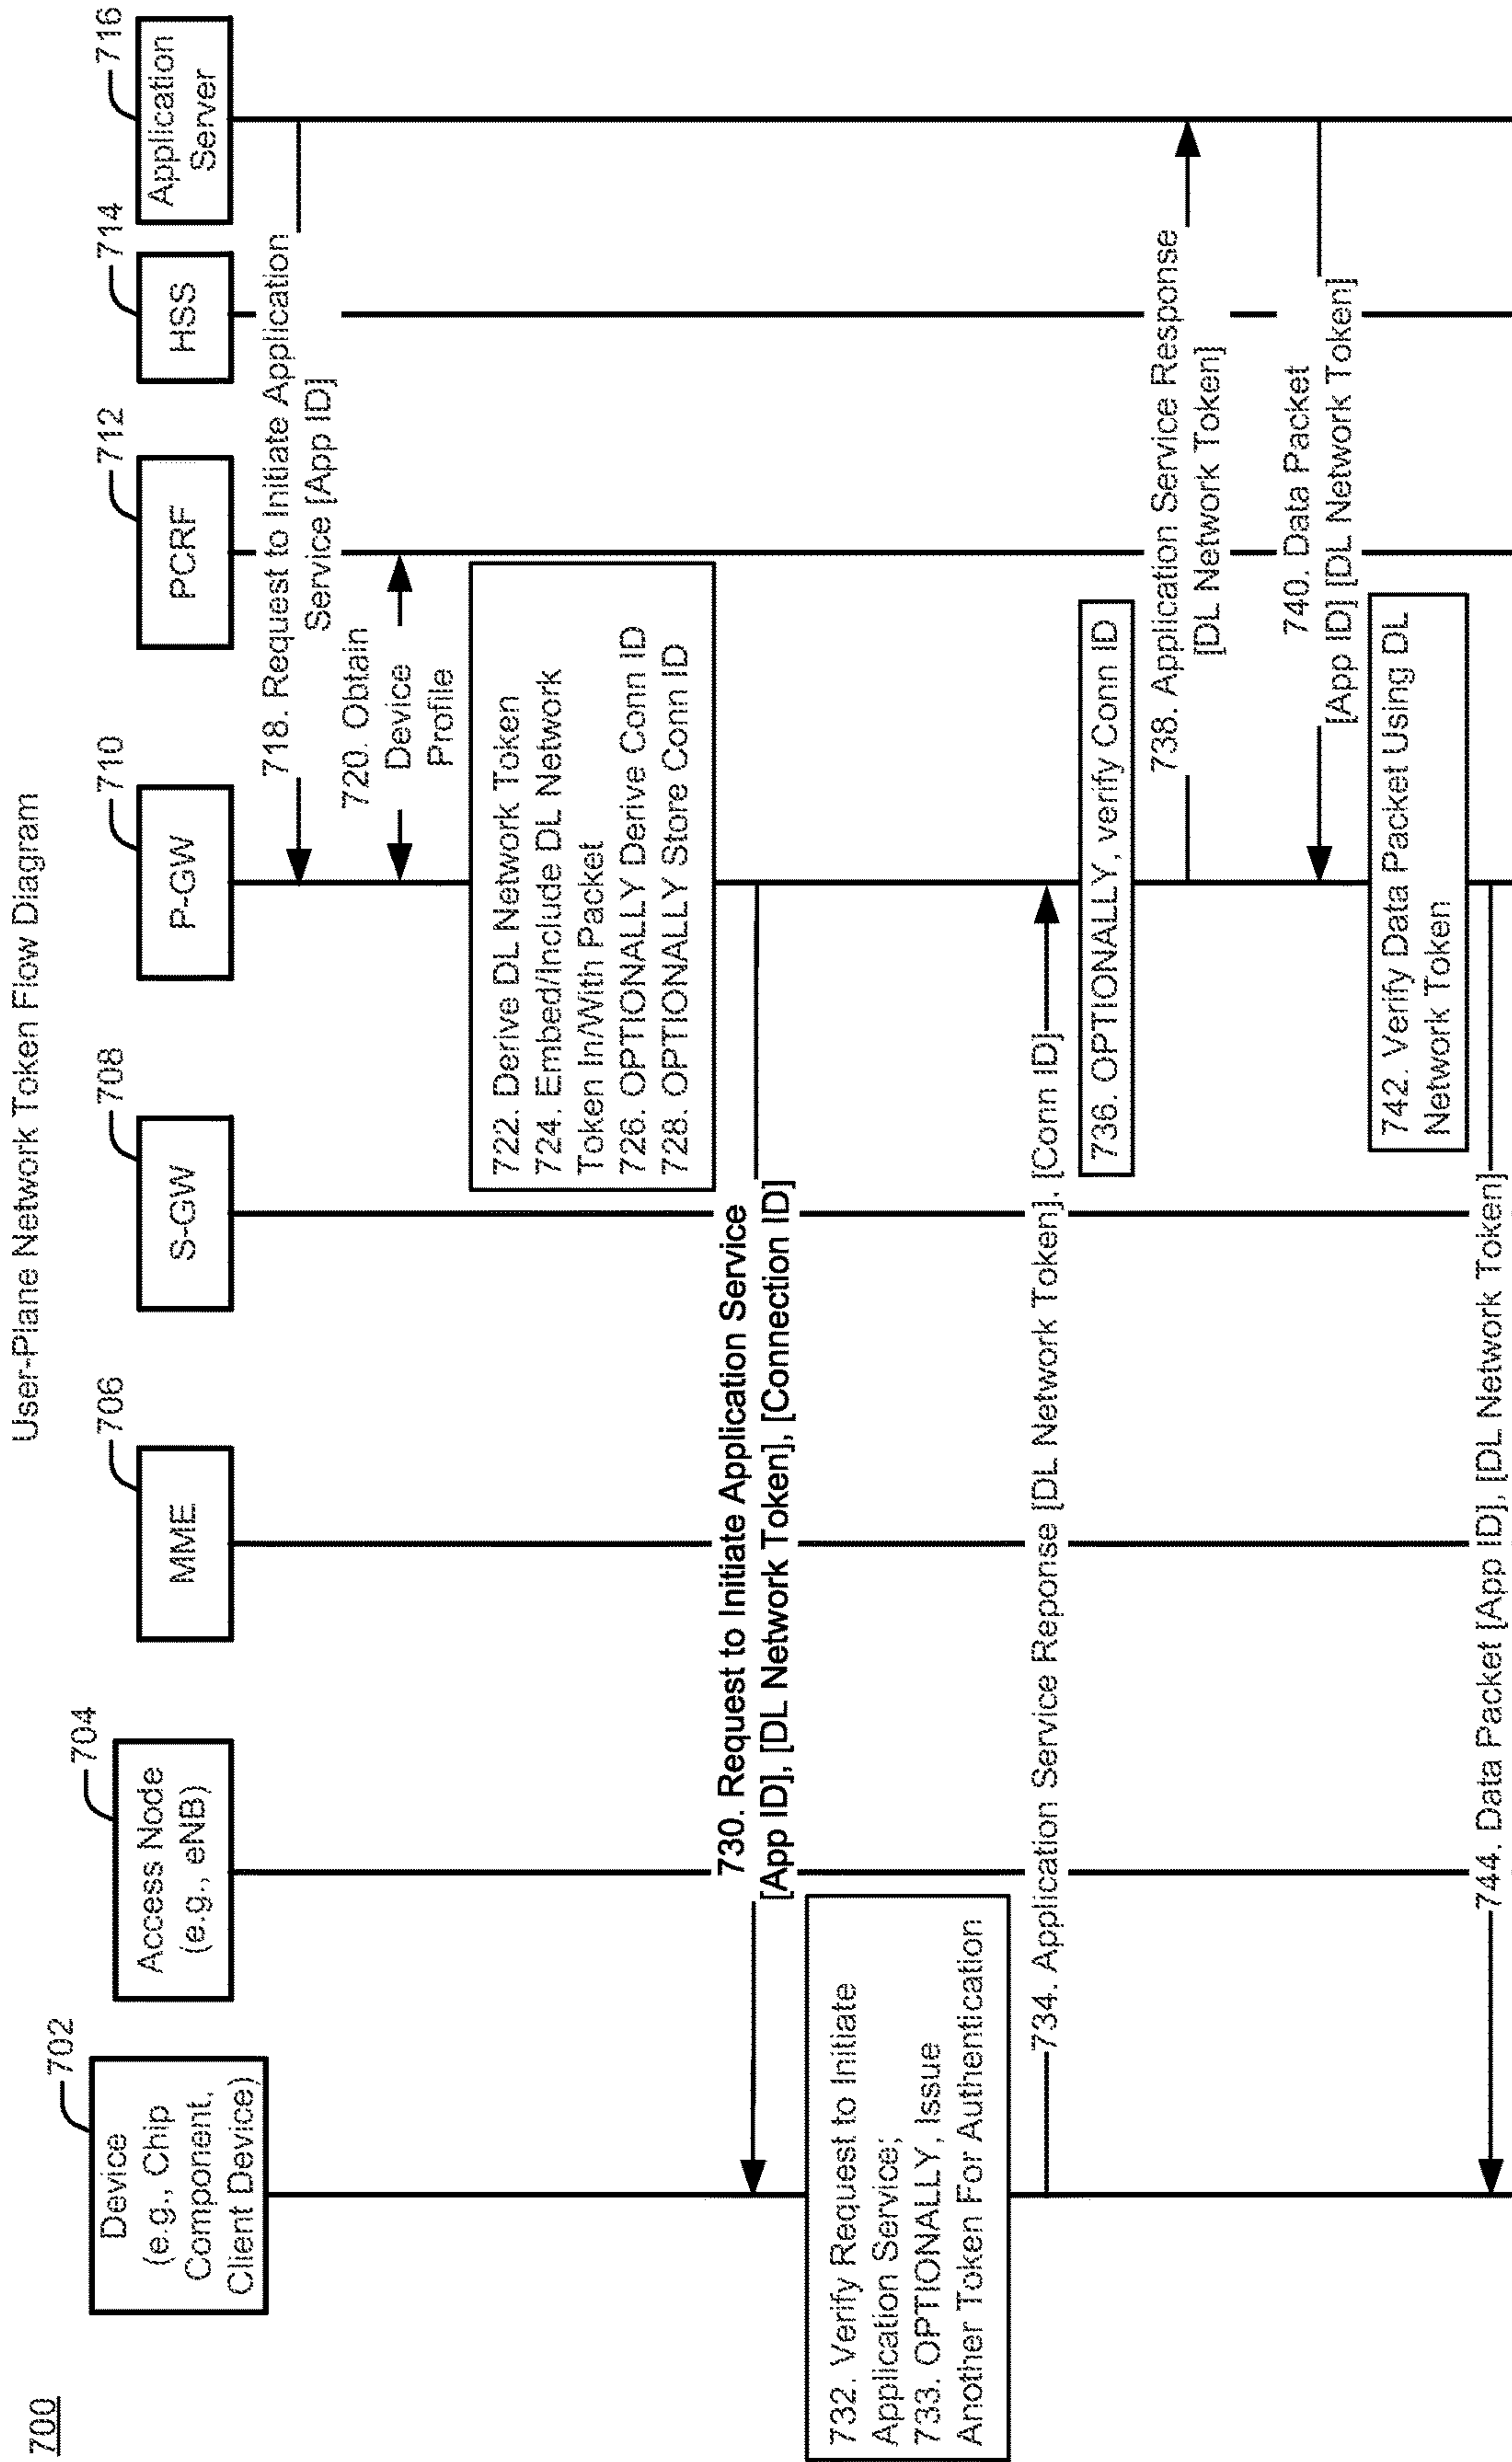 700
User-Plane Network Token Flow Diagram
702
Device
(e.g., Chip
Component,
Client Device)
704
Access Node
(e.g., eNB)
706
MME
708
S-GW
710
P-GW
712
PCRF
714
HSS
716
Application
Server
718. Request to Initiate Application
Service [App ID]
720. Obtain
Device
Profile
722. Derive DL Network Token
724. Embed/Include DL Network
Token In/With Packet
726. OPTIONALLY Derive Conn ID
728. OPTIONALLY Store Conn ID
730. Request to Initiate Application Service
[App ID], [DL Network Token], [Connection ID]
732. Verify Request to Initiate
Application Service;
733. OPTIONALLY, Issue
Another Token For Authentication
734. Application Service Reponse [DL Network Token], [Conn ID]
736. OPTIONALLY, verify Conn ID
738. Application Service Response
[DL Network Token]
740. Data Packet
[App ID] [DL Network Token]
742. Verify Data Packet Using DL
Network Token
744. Data Packet [App ID], [DL Network Token]